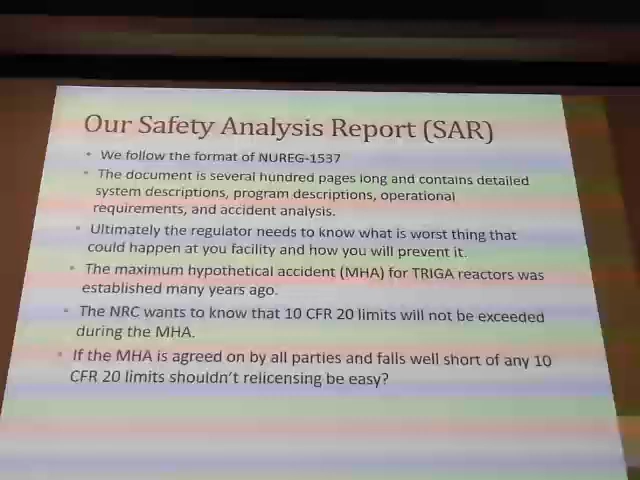 Our Safety Analysis Report (SAR)
• We follow the format of NUREG-1537
• The document is several hundred pages long and contains detailed
system descriptions, program descriptions, operational
requirements, and accident analysis.
• Ultimately the regulator needs to know what is worst thing that
could happen at you facility and how you will prevent it.
• The maximum hypothetical accident (MHA) for TRIGA reactors was
established many years ago.
• The NRC wants to know that 10 CFR 20 limits will not be exceeded
during the MHA.
• If the MHA is agreed on by all parties and falls well short of any 10
CFR 20 limits shouldn't relicensing be easy?